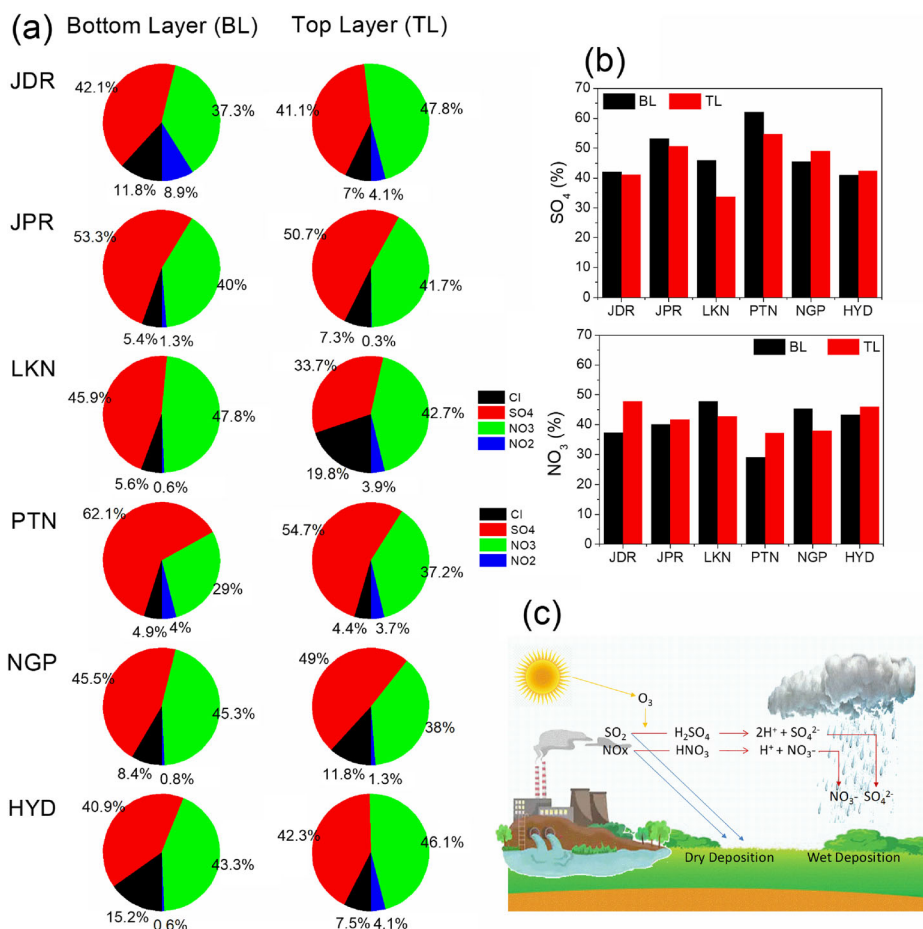 (a) Bottom Layer (BL) Top Layer (TL)
JDR
42.1%
37.3%
11.8% 8.9%
41.1%
47.8%
7% 4.1%
JPR
53.3%
40%
5.4% 1.3%
50.7%
41.7%
7.3% 0.3%
LKN
45.9%
47.8%
5.6% 0.6%
33.7%
42.7%
19.8% 3.9%
Cl
SO4
NO3
NO2
PTN
62.1%
29%
4.9% 4%
54.7%
37.2%
4.4% 3.7%
Cl
SO4
NO3
NO2
NGP
45.5%
45.3%
8.4% 0.8%
49%
38%
11.8% 1.3%
HYD
40.9%
43.3%
15.2% 0.6%
42.3%
46.1%
7.5% 4.1%
(b)
BL TL
SO₄ (%)
70
60
50
40
30
20
10
0
JDR JPR LKN PTN NGP HYD
BL TL
NO₃ (%)
70
60
50
40
30
20
10
0
JDR JPR LKN PTN NGP HYD
(c)
O₃
SO₂ H₂SO₄ 2H⁺ + SO₄²⁻
NOx HNO₃ H⁺ + NO₃−
NO₃- SO₄²⁻
Dry Deposition Wet Deposition